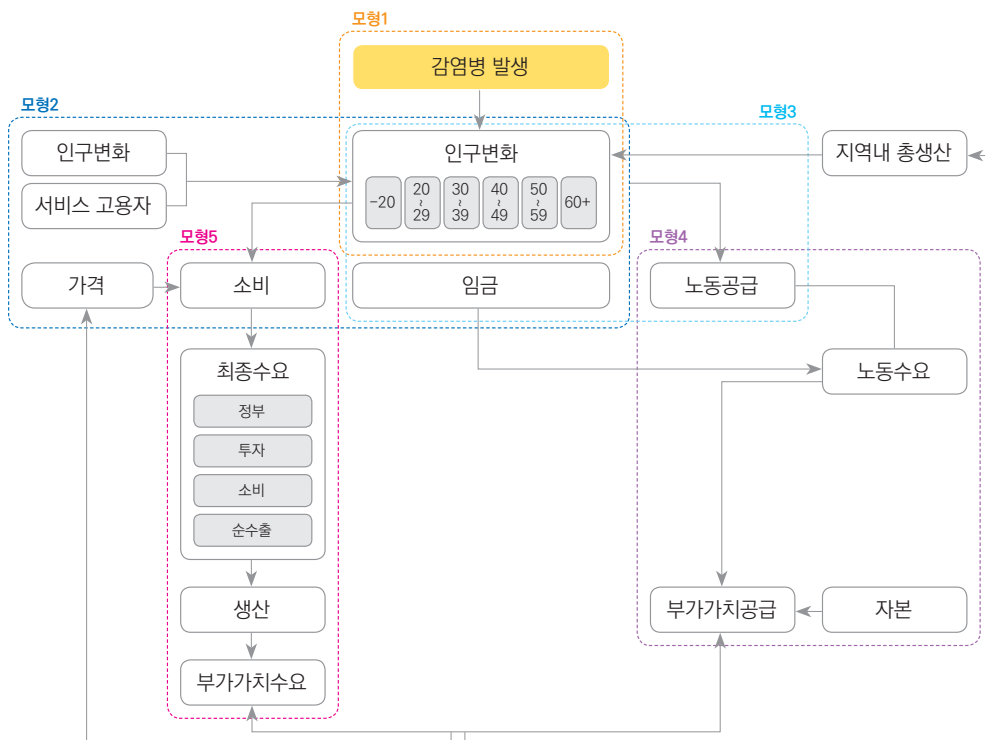 모형1
감염병 발생
모형2
모형3
인구변화
서비스 고용자
인구변화
-20
20
~
29
30
~
39
40
~
49
50
~
59
60+
지역내 총생산
모형5
모형4
가격
소비
임금
노동공급
최종수요
정부
투자
소비
순수출
노동수요
생산
부가가치공급
자본
부가가치수요